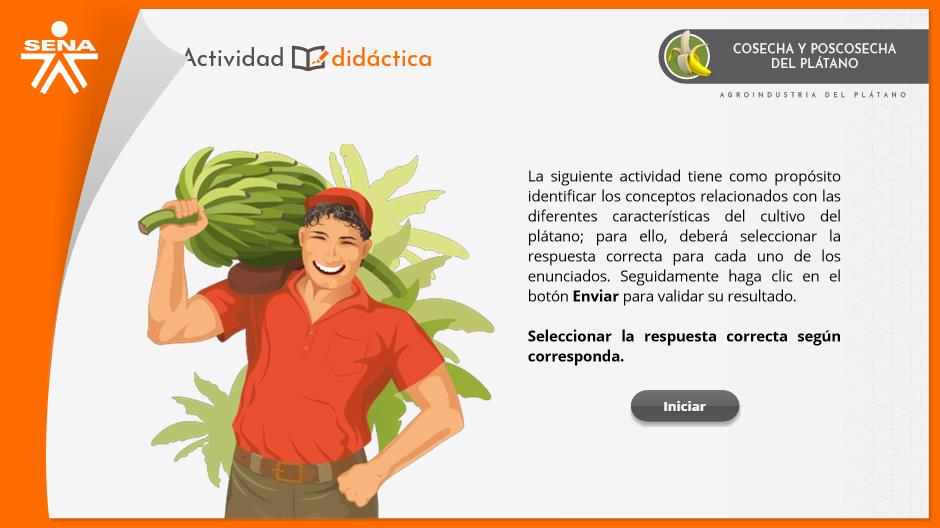 SENA
Actividad didáctica
COSECHA Y POSCOSECHA
DEL PLÁTANO
AGROINDUSTRIA DEL PLÁTANO
La siguiente actividad tiene como propósito
identificar los conceptos relacionados con las
diferentes características del cultivo del
plátano; para ello, deberá seleccionar la
respuesta correcta para cada uno de los
enunciados. Seguidamente haga clic en el
botón Enviar para validar su resultado.
Seleccionar la respuesta correcta según
corresponda.
Iniciar